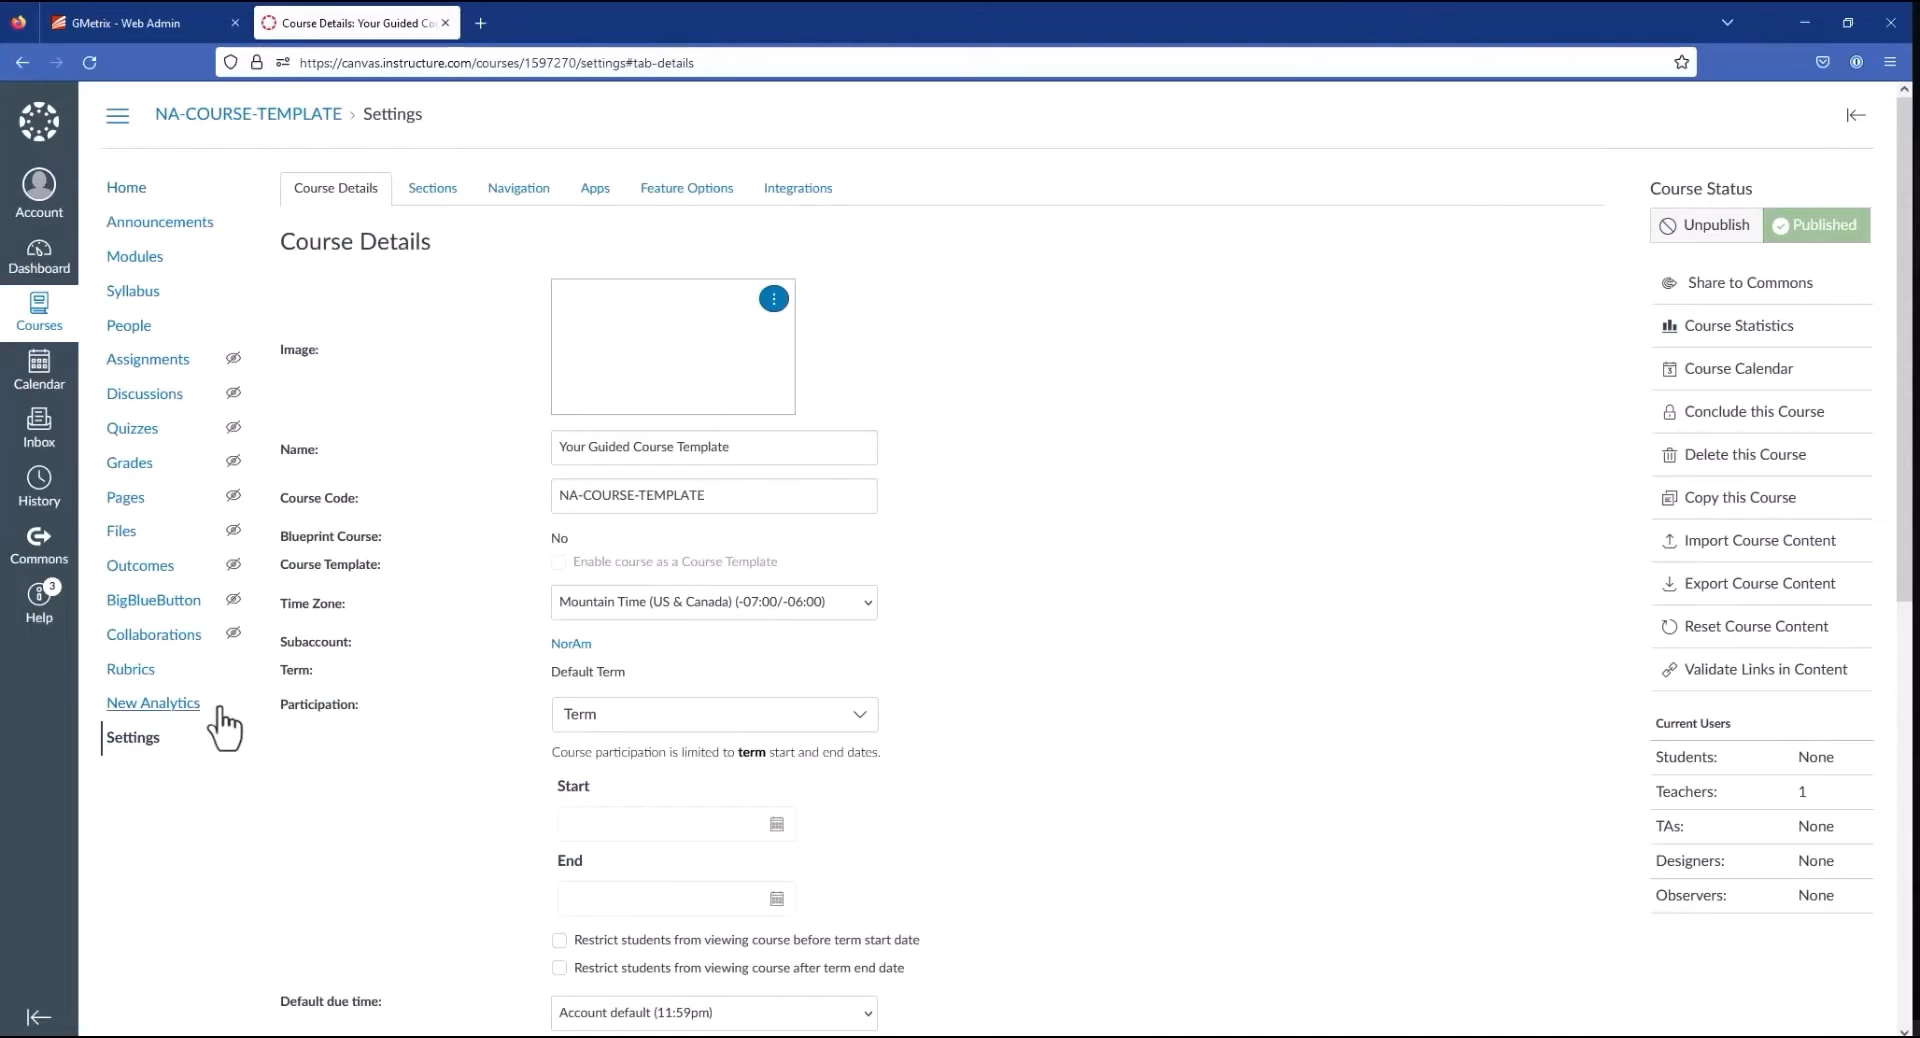 GMetrix - Web Admin
Course Details: Your Guided Co
https://canvas.instructure.com/courses/1597270/settings#tab-details
Account
Dashboard
Courses
Calendar
Inbox
History
Commons
3
Help
NA-COURSE-TEMPLATE › Settings
Home
Announcements
Modules
Syllabus
People
Assignments
Discussions
Quizzes
Grades
Pages
Files
Outcomes
BigBlueButton
Collaborations
Rubrics
New Analytics
Settings
Course Details Sections Navigation Apps Feature Options Integrations
Course Details
Image:
Name: Your Guided Course Template
Course Code: NA-COURSE-TEMPLATE
Blueprint Course: No
Course Template: Enable course as a Course Template
Time Zone: Mountain Time (US & Canada) (-07:00/-06:00)
Subaccount: NorAm
Term: Default Term
Participation: Term
Course participation is limited to term start and end dates.
Start
End
Restrict students from viewing course before term start date
Restrict students from viewing course after term end date
Default due time: Account default (11:59pm)
Course Status
Unpublish Published
Share to Commons
Course Statistics
3 Course Calendar
Conclude this Course
Delete this Course
Copy this Course
Import Course Content
Export Course Content
Reset Course Content
Validate Links in Content
Current Users
Students: None
Teachers: 1
TAs: None
Designers: None
Observers: None